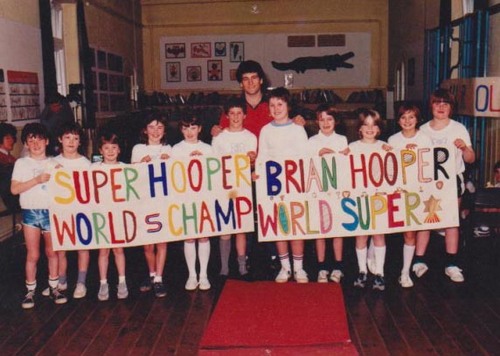 SUPER HOOPER
WORLD S CHAMP
BRIAN HOOPER
WORLD SUPER
OL